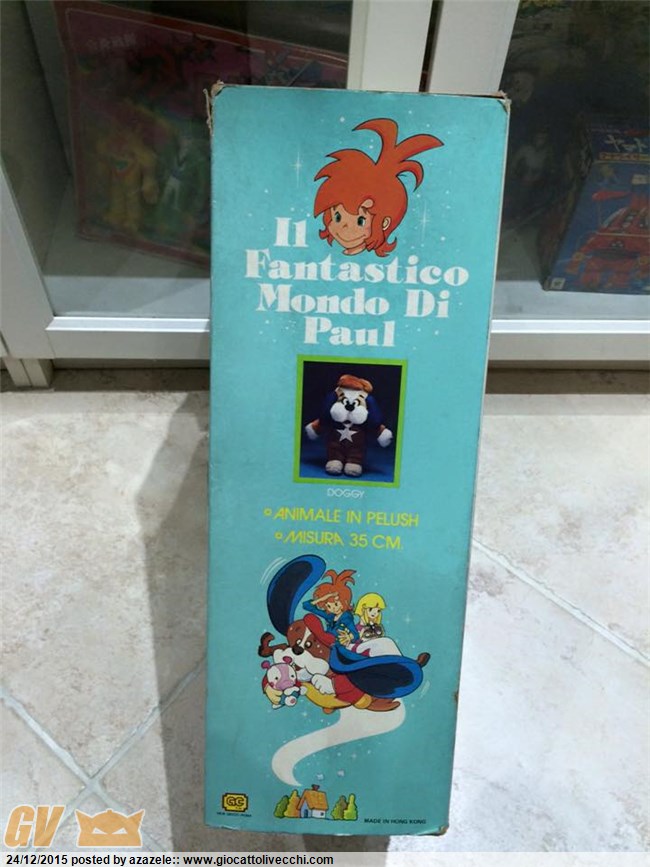 Il
Fantastico
Mondo Di
Paul
DOGGY
ANIMALE IN PELUSH
MISURA 35 CM.
GG
MADE IN HONG KONG
GV
24/12/2015 posted by azazele:: www.giocattolivecchi.com